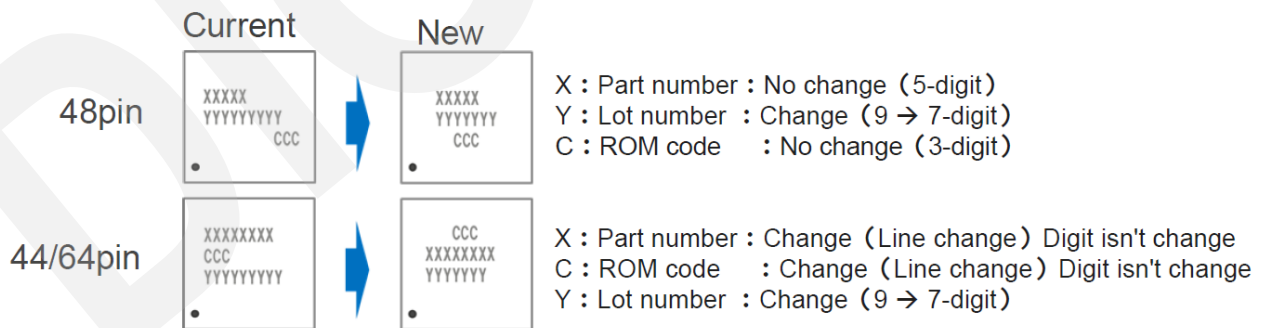 Current
New
48pin
XXXXX
YYYYYYYYY
CCC
XXXXX
YYYYYYY
CCC
X：Part number：No change（5-digit）
Y：Lot number ：Change（9 → 7-digit）
C：ROM code ：No change（3-digit）
44/64pin
XXXXXXXX
CCC
YYYYYYYYY
CCC
XXXXXXXX
YYYYYYY
X：Part number：Change（Line change）Digit isn't change
C：ROM code ：Change（Line change）Digit isn't change
Y：Lot number ：Change（9 → 7-digit）